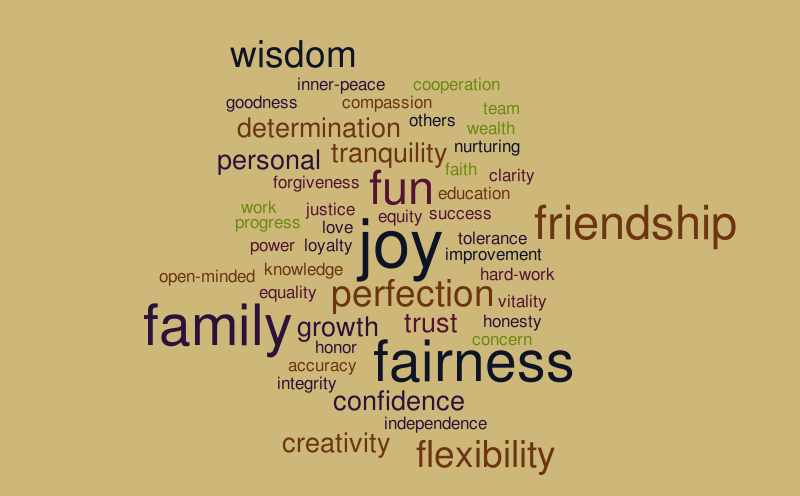 wisdom
inner-peace cooperation
goodness compassion
team
determination others wealth
personal tranquility nurturing
faith clarity
forgiveness fun education
work justice equity success friendship
progress love joy
power loyalty tolerance
improvement
open-minded knowledge hard-work
equality perfection vitality
family growth trust honesty
honor concern
accuracy fairness
integrity
confidence
independence
creativity flexibility